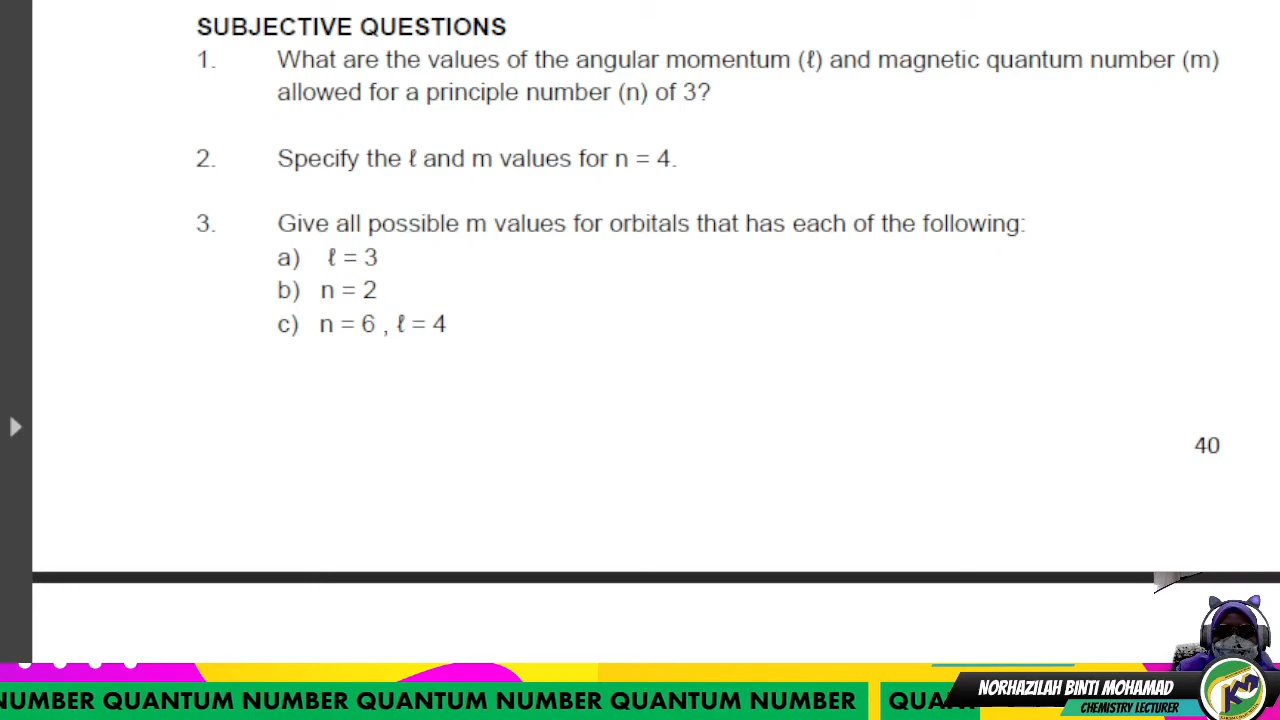 SUBJECTIVE QUESTIONS
1. What are the values of the angular momentum (ℓ) and magnetic quantum number (m)
allowed for a principle number (n) of 3?
2. Specify the ℓ and m values for n = 4.
3. Give all possible m values for orbitals that has each of the following:
a) ℓ = 3
b) n = 2
c) n = 6 , ℓ = 4
40
NUMBER QUANTUM NUMBER QUANTUM NUMBER QUANTUM NUMBER
NORHAZILAH BINTI MOHAMAD
CHEMISTRY LECTURER